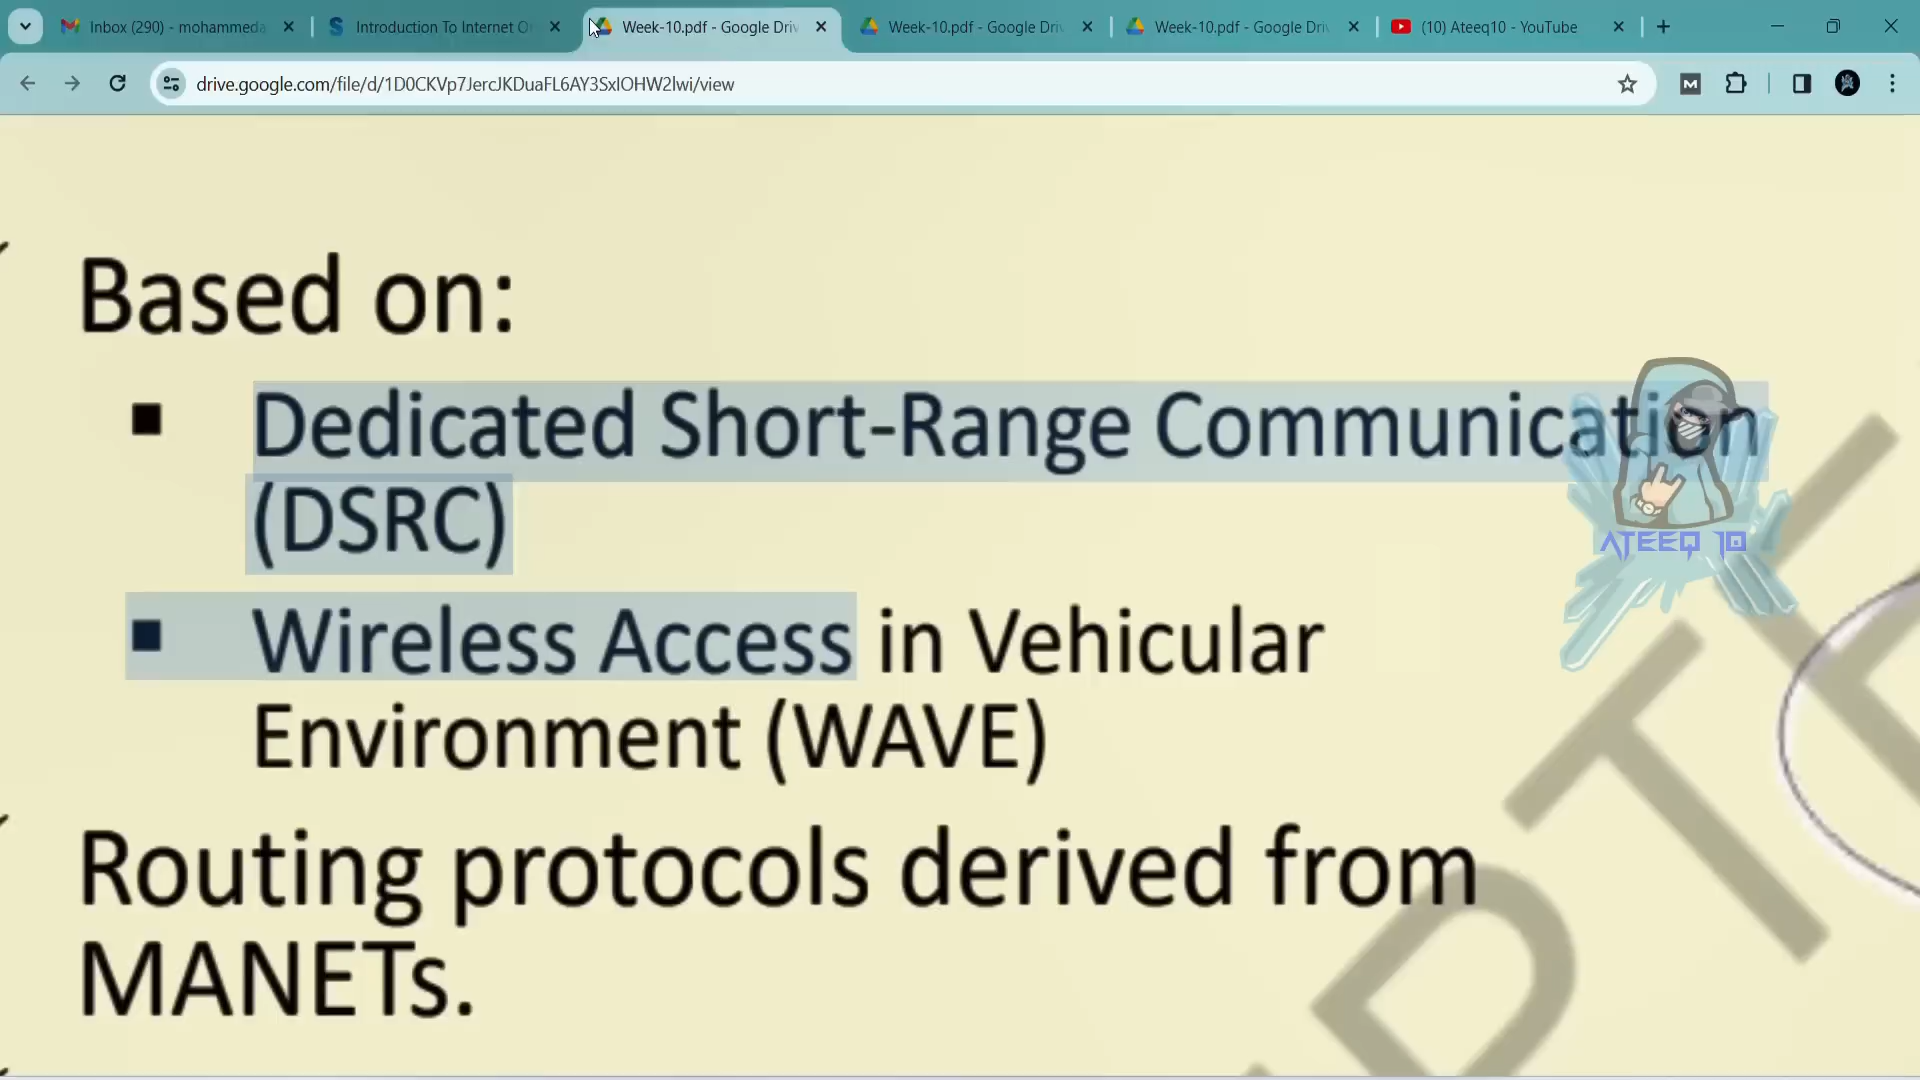 Inbox (290) - mohammeda
Introduction To Internet Of
Week-10.pdf - Google Driv
Week-10.pdf - Google Driv
Week-10.pdf - Google Driv
(10) Ateeq10 - YouTube
drive.google.com/file/d/1D0CKVp7JercJKDuaFL6AY3SxIOHW2lwi/view
Based on:
Dedicated Short-Range Communication
(DSRC)
Wireless Access in Vehicular
Environment (WAVE)
Routing protocols derived from
MANETs.
ATEEQ 10